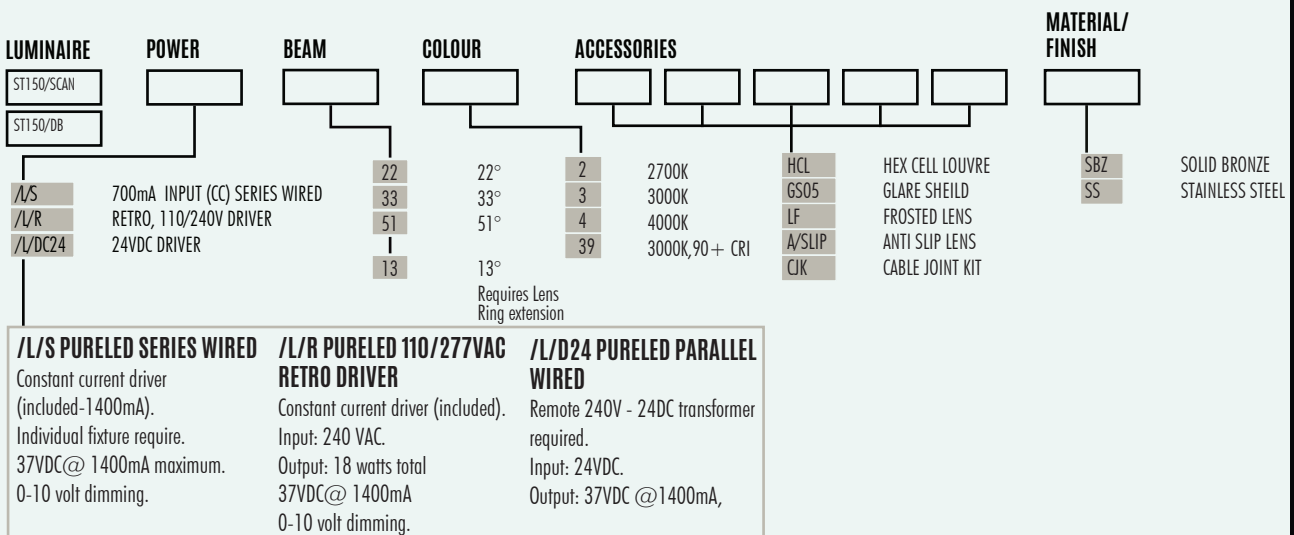 LUMINAIRE POWER BEAM COLOUR ACCESSORIES MATERIAL/
FINISH
ST150/SCAN
ST150/DB
/L/S 700mA INPUT (CC) SERIES WIRED
/L/R RETRO, 110/240V DRIVER
/L/DC24 24VDC DRIVER
22 22°
33 33°
51 51°
13 13°
Requires Lens
Ring extension
2 2700K
3 3000K
4 4000K
39 3000K,90+ CRI
HCL HEX CELL LOUVRE
GS05 GLARE SHEILD
LF FROSTED LENS
A/SLIP ANTI SLIP LENS
CJK CABLE JOINT KIT
SBZ SOLID BRONZE
SS STAINLESS STEEL
/L/S PURELED SERIES WIRED
Constant current driver
(included-1400mA).
Individual fixture require.
37VDC@ 1400mA maximum.
0-10 volt dimming.
/L/R PURELED 110/277VAC
RETRO DRIVER
Constant current driver (included).
Input: 240 VAC.
Output: 18 watts total
37VDC@ 1400mA
0-10 volt dimming.
/L/D24 PURELED PARALLEL
WIRED
Remote 240V - 24DC transformer
required.
Input: 24VDC.
Output: 37VDC @1400mA,